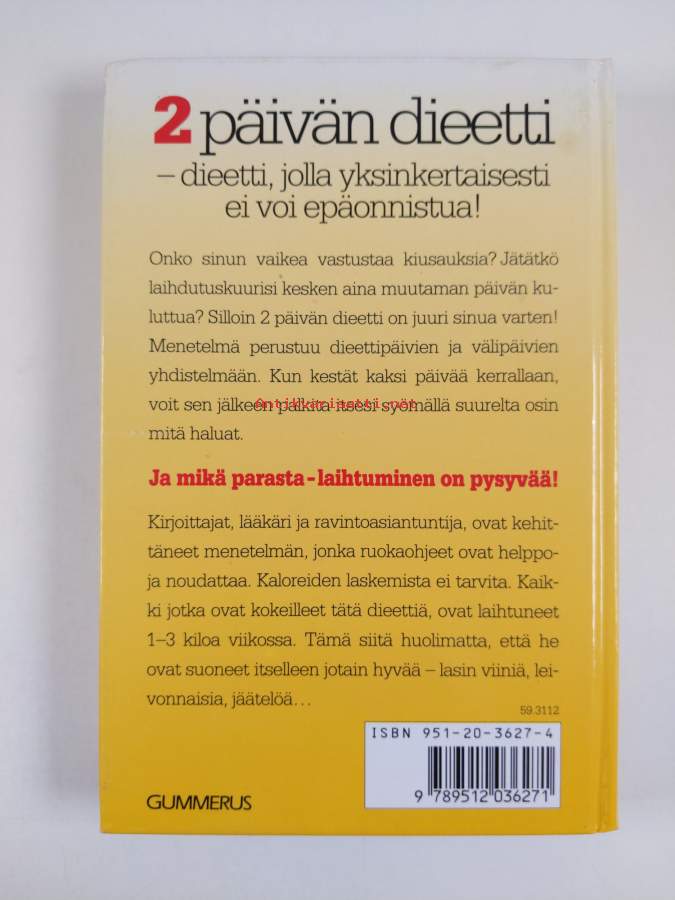 2 päivän dieetti
– dieetti, jolla yksinkertaisesti
ei voi epäonnistua!
Onko sinun vaikea vastustaa kiusauksia? Jätätkö
laihdutuskuurisi kesken aina muutaman päivän ku-
luttua? Silloin 2 päivän dieetti on juuri sinua varten!
Menetelmä perustuu dieettipäivien ja välipäivien
yhdistelmään. Kun kestät kaksi päivää kerrallaan,
voit sen jälkeen palkita itsesi syömällä suurelta osin
Antikvariaatti.net
mitä haluat.
Ja mikä parasta - laihtuminen on pysyvää!
Kirjoittajat, lääkäri ja ravintoasiantuntija, ovat kehit-
täneet menetelmän, jonka ruokaohjeet ovat helppo-
ja noudattaa. Kaloreiden laskemista ei tarvita. Kaik-
ki jotka ovat kokeilleet tätä dieettiä, ovat laihtuneet
1–3 kiloa viikossa. Tämä siitä huolimatta, että he
ovat suoneet itselleen jotain hyvää – lasin viiniä, lei-
vonnaisia, jäätelöä...
59.3112
ISBN 951-20-3627-4
9 789512 036271
GUMMERUS